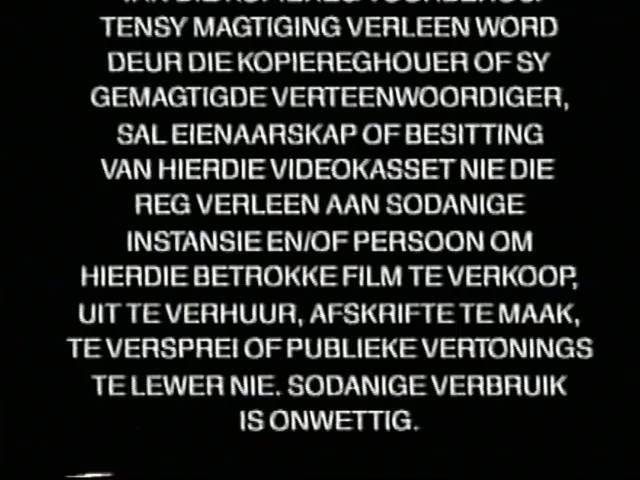 TENSY MAGTIGING VERLEEN WORD
DEUR DIE KOPIEREGHOUER OF SY
GEMAGTIGDE VERTEENWOORDIGER,
SAL EIENAARSKAP OF BESITTING
VAN HIERDIE VIDEOKASSET NIE DIE
REG VERLEEN AAN SODANIGE
INSTANSIE EN/OF PERSOON OM
HIERDIE BETROKKE FILM TE VERKOOP,
UIT TE VERHUUR, AFSKRIFTE TE MAAK,
TE VERSPREI OF PUBLIEKE VERTONINGS
TE LEWER NIE. SODANIGE VERBRUIK
IS ONWETTIG.